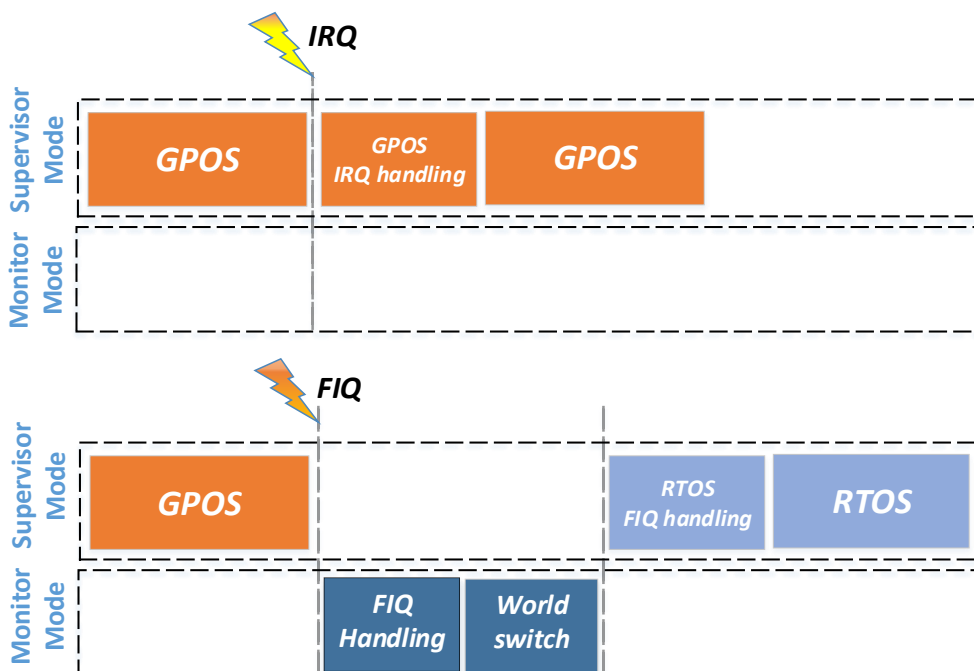 IRQ
Supervisor
Mode
GPOS
GPOS
IRQ handling
GPOS
Monitor
Mode
FIQ
Supervisor
Mode
GPOS
RTOS
FIQ handling
RTOS
Monitor
Mode
FIQ
Handling
World
switch